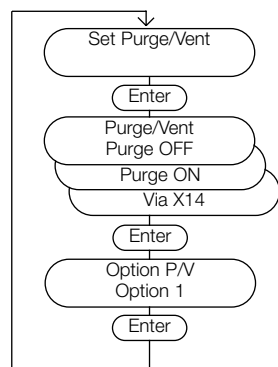 Set Purge/Vent
Enter
Purge/Vent
Purge OFF
Purge ON
Via X14
Enter
Option P/V
Option 1
Enter